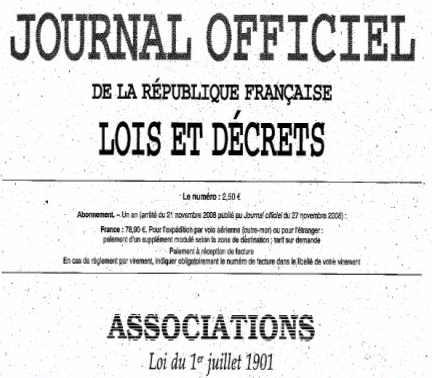 JOURNAL OFFICIEL
DE LA RÉPUBLIQUE FRANÇAISE
LOIS ET DÉCRETS
Le numéro : 2,50 €
Abonnement. – Un an (arrêté du 21 novembre 2008 publié au Journal officiel du 27 novembre 2008) :
France : 78,90 €. Pour l'expédition par voie aérienne (outre-mer) ou pour l'étranger :
paiement d'un supplément modulé selon la zone de destination ; tarif sur demande
Paiement à réception de facture
En cas de règlement par virement, indiquer obligatoirement le numéro de facture dans le libellé de votre virement
ASSOCIATIONS
Loi du 1er juillet 1901